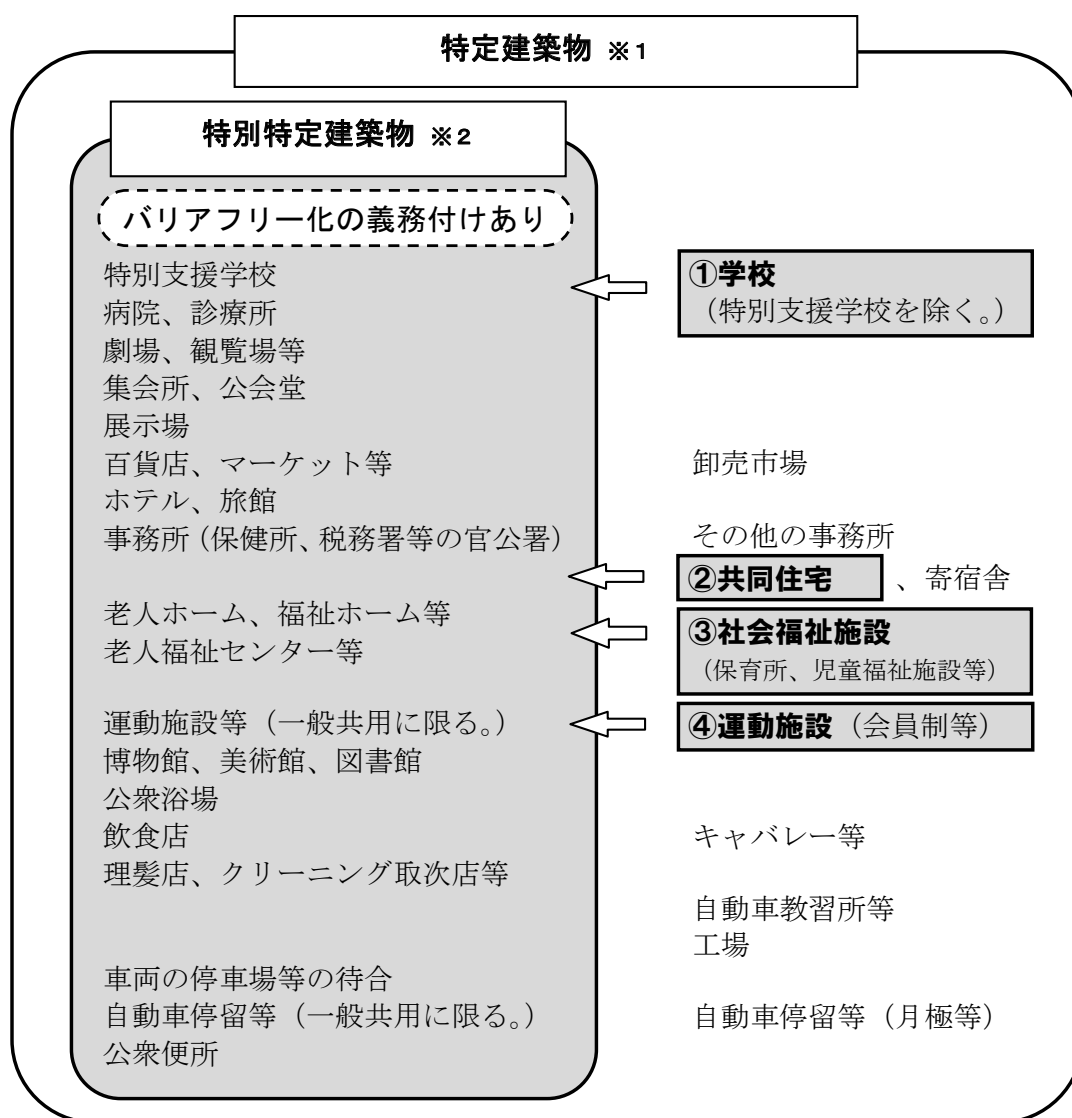 特定建築物 ※1
特別特定建築物 ※2
バリアフリー化の義務付けあり
特別支援学校
病院、診療所
劇場、観覧場等
集会所、公会堂
展示場
百貨店、マーケット等
ホテル、旅館
事務所（保健所、税務署等の官公署）
老人ホーム、福祉ホーム等
老人福祉センター等
運動施設等（一般共用に限る。）
博物館、美術館、図書館
公衆浴場
飲食店
理髪店、クリーニング取次店等
車両の停車場等の待合
自動車停留等（一般共用に限る。）
公衆便所
①学校
（特別支援学校を除く。）
卸売市場
その他の事務所
②共同住宅、寄宿舎
③社会福祉施設
（保育所、児童福祉施設等）
④運動施設（会員制等）
キャバレー等
自動車教習所等
工場
自動車停留等（月極等）